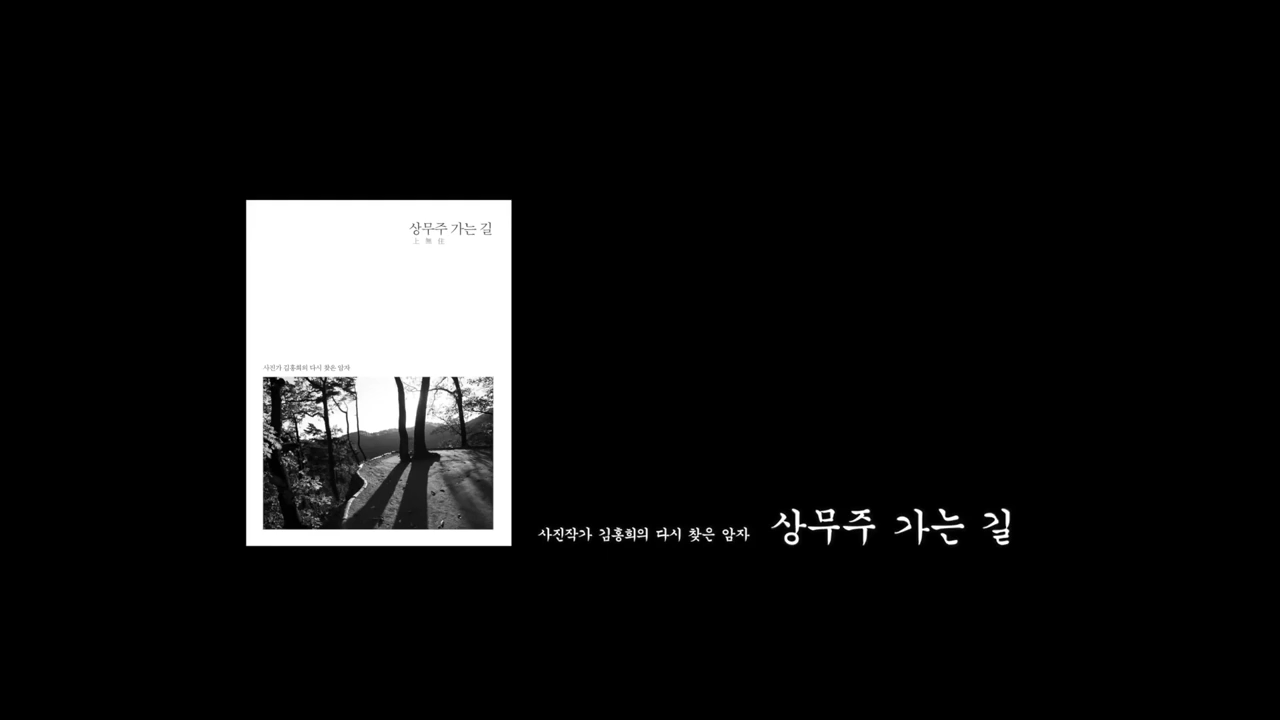 상무주 가는 길
上 無 住
사진가 김홍희의 다시 찾은 암자
사진작가 김홍희의 다시 찾은 암자 상무주 가는 길